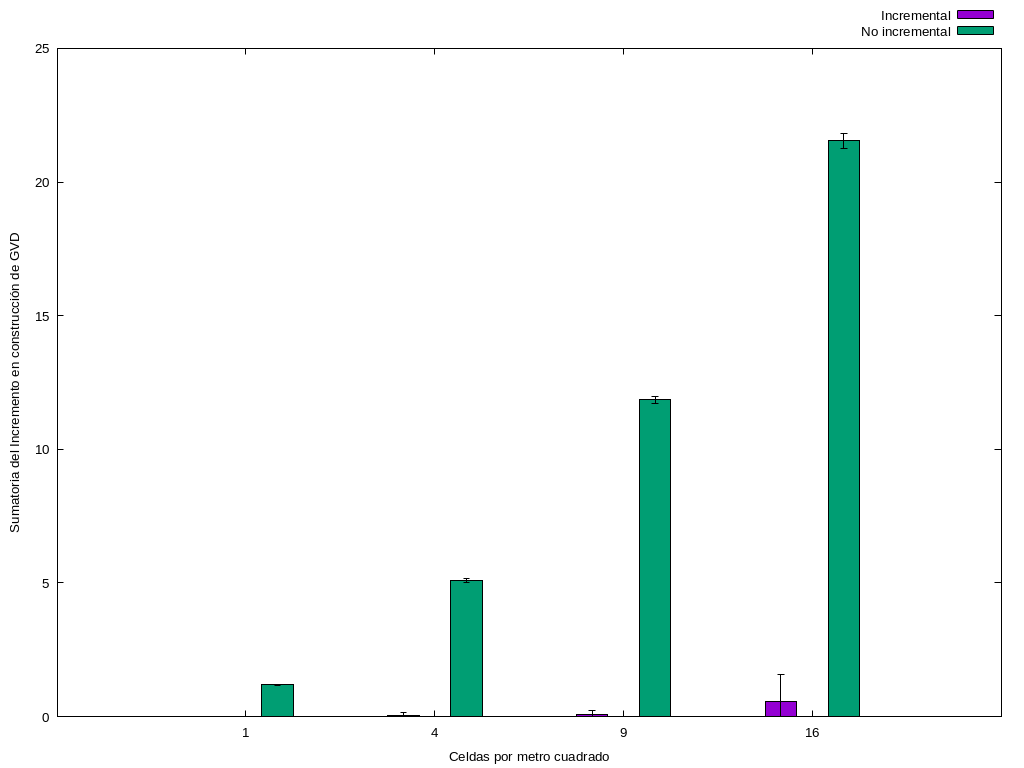 Incremental
No incremental
25
20
15
10
5
0
Sumatoria del Incremento en construcción de GVD
1 4 9 16
Celdas por metro cuadrado